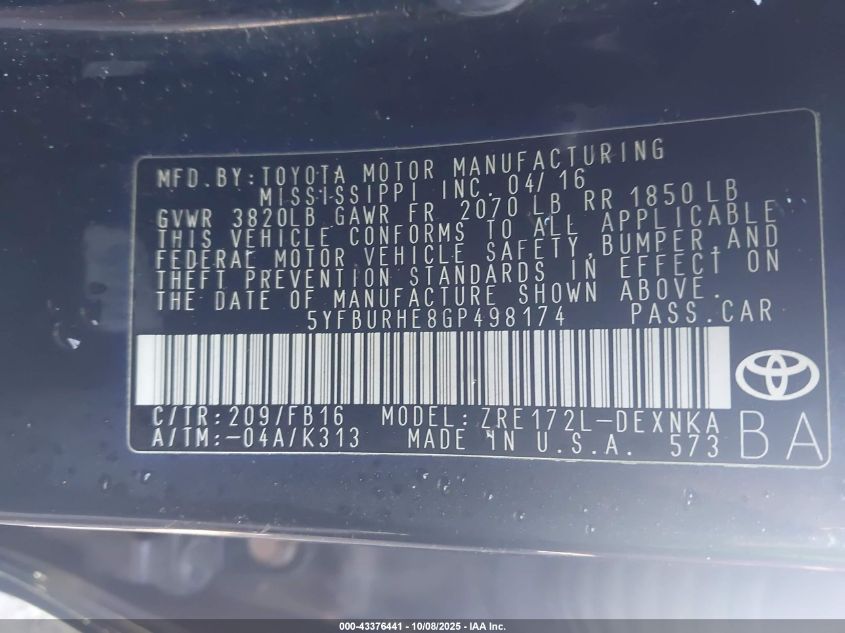 MFD.BY:TOYOTA MOTOR MANUFACTURING
MISSISSIPPI INC. 04/16
GVWR 3820LB GAWR FR 2070 LB RR 1850LB
THIS VEHICLE CONFORMS TO ALL APPLICABLE
FEDERAL MOTOR VEHICLE SAFETY,BUMPER,AND
THEFT PREVENTION STANDARDS IN EFFECT ON
THE DATE OF MANUFACTURE SHOWN ABOVE.
5YFBURHE8GP498174 PASS.CAR
C/TR:209/FB16 MODEL:ZRE172L-DEXNKA
A/TM:-04A/K313 MADE IN U.S.A. 573
BA
000-43376441 - 10/08/2025 - IAA Inc.